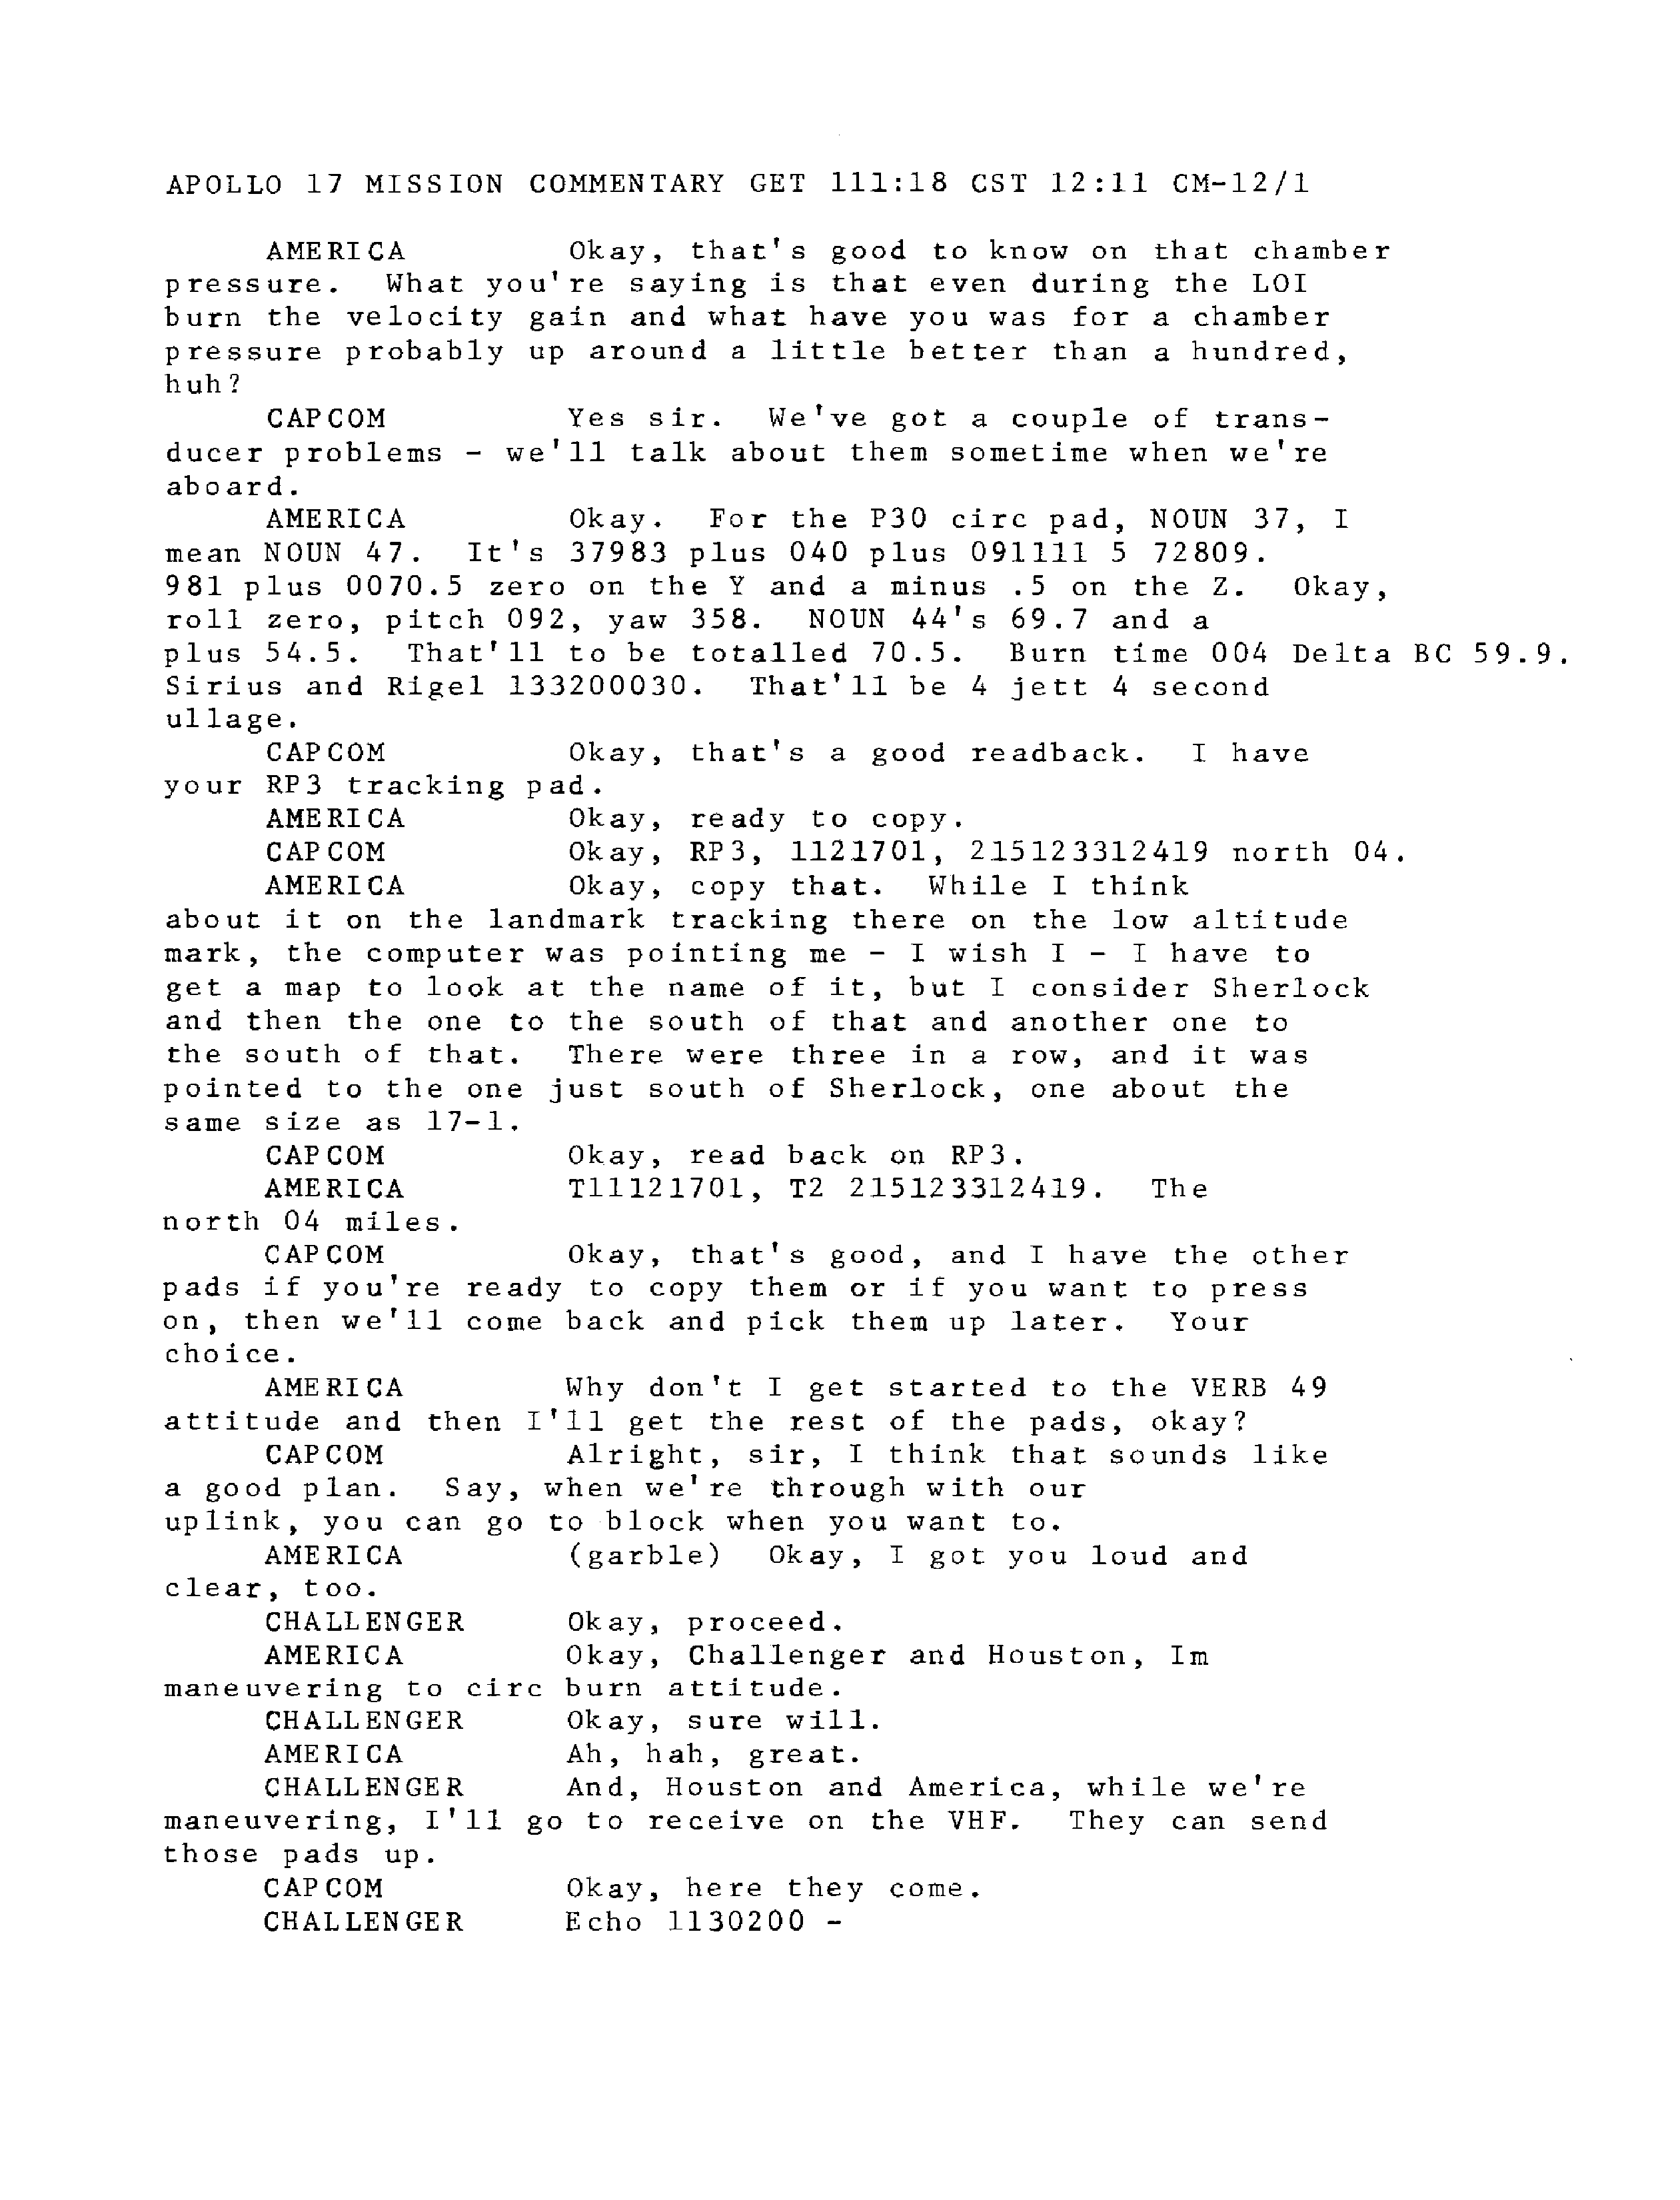 APOLLO 17 MISSION COMMENTARY GET 111:18 CST 12:11 CM-12/1
AMERICA Okay, that's good to know on that chamber
pressure. What you're saying is that even during the LOI
burn the velocity gain and what have you was for a chamber
pressure probably up around a little better than a hundred,
huh?
CAPCOM Yes sir. We've got a couple of trans-
ducer problems - we'll talk about them sometime when we're
aboard.
AMERICA Okay. For the P30 circ pad, NOUN 37, I
mean NOUN 47. It's 37983 plus 040 plus 091111 5 72809.
981 plus 0070.5 zero on the Y and a minus .5 on the Z. Okay,
roll zero, pitch 092, yaw 358. NOUN 44's 69.7 and a
plus 54.5. That'll to be totalled 70.5. Burn time 004 Delta BC 59.9.
Sirius and Rigel 133200030. That'll be 4 jett 4 second
ullage.
CAPCOM Okay, that's a good readback. I have
your RP3 tracking pad.
AMERICA Okay, ready to copy.
CAPCOM Okay, RP3, 1121701, 215123312419 north 04.
AMERICA Okay, copy that. While I think
about it on the landmark tracking there on the low altitude
mark, the computer was pointing me - I wish I - I have to
get a map to look at the name of it, but I consider Sherlock
and then the one to the south of that and another one to
the south of that. There were three in a row, and it was
pointed to the one just south of Sherlock, one about the
same size as 17-1.
CAPCOM Okay, read back on RP3.
AMERICA T11121701, T2 215123312419. The
north 04 miles.
CAPCOM Okay, that's good, and I have the other
pads if you're ready to copy them or if you want to press
on, then we'll come back and pick them up later. Your
choice.
AMERICA Why don't I get started to the VERB 49
attitude and then I'll get the rest of the pads, okay?
CAPCOM Alright, sir, I think that sounds like
a good plan. Say, when we're through with our
uplink, you can go to block when you want to.
AMERICA (garble) Okay, I got you loud and
clear, too.
CHALLENGER Okay, proceed.
AMERICA Okay, Challenger and Houston, Im
maneuvering to circ burn attitude.
CHALLENGER Okay, sure will.
AMERICA Ah, hah, great.
CHALLENGER And, Houston and America, while we're
maneuvering, I'll go to receive on the VHF. They can send
those pads up.
CAPCOM Okay, here they come.
CHALLENGER Echo 1130200 -